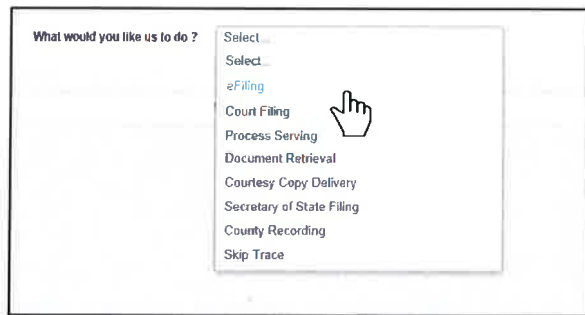 What would you like us to do ?
Select...
Select...
eFiling
Court Filing
Process Serving
Document Retrieval
Courtesy Copy Delivery
Secretary of State Filing
County Recording
Skip Trace